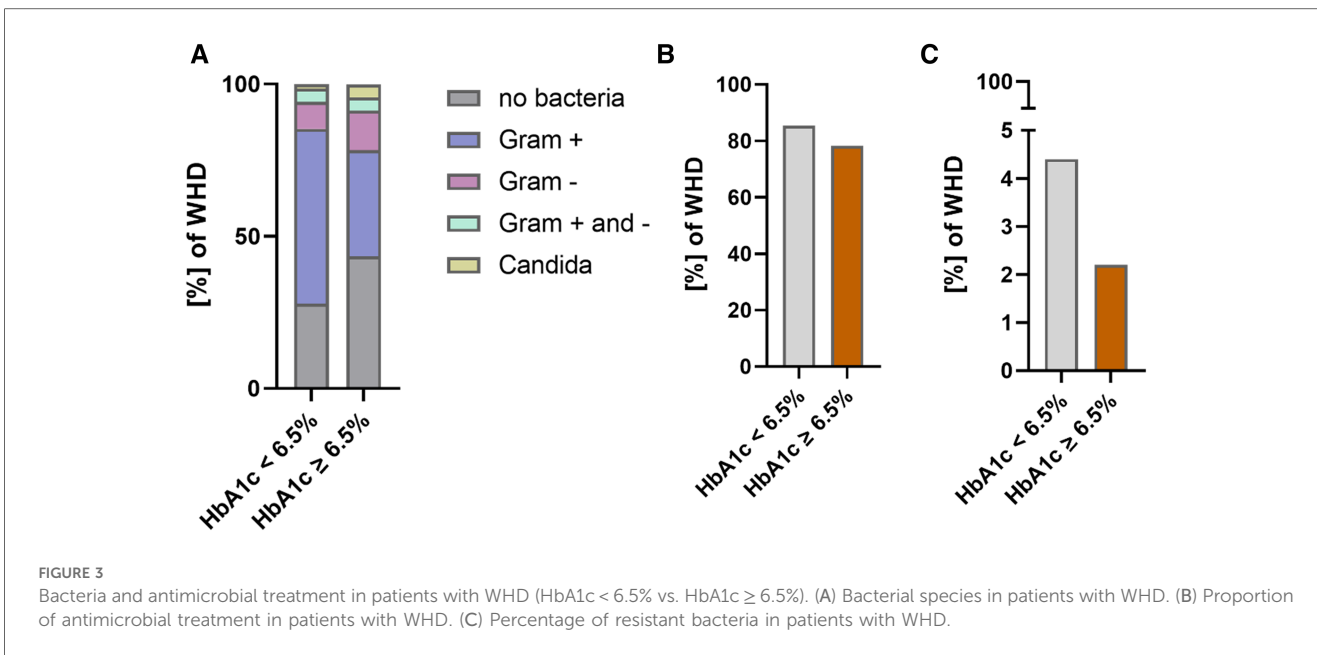 A
[%] of WHD
100
50
0
HbA1c < 6.5%
HbA1c ≥ 6.5%
no bacteria
Gram +
Gram -
Gram + and -
Candida
B
[%] of WHD
100
80
60
40
20
0
HbA1c < 6.5%
HbA1c ≥ 6.5%
C
[%] of WHD
100
5
4
3
2
1
0
HbA1c < 6.5%
HbA1c ≥ 6.5%
FIGURE 3
Bacteria and antimicrobial treatment in patients with WHD (HbA1c < 6.5% vs. HbA1c ≥ 6.5%). (A) Bacterial species in patients with WHD. (B) Proportion
of antimicrobial treatment in patients with WHD. (C) Percentage of resistant bacteria in patients with WHD.